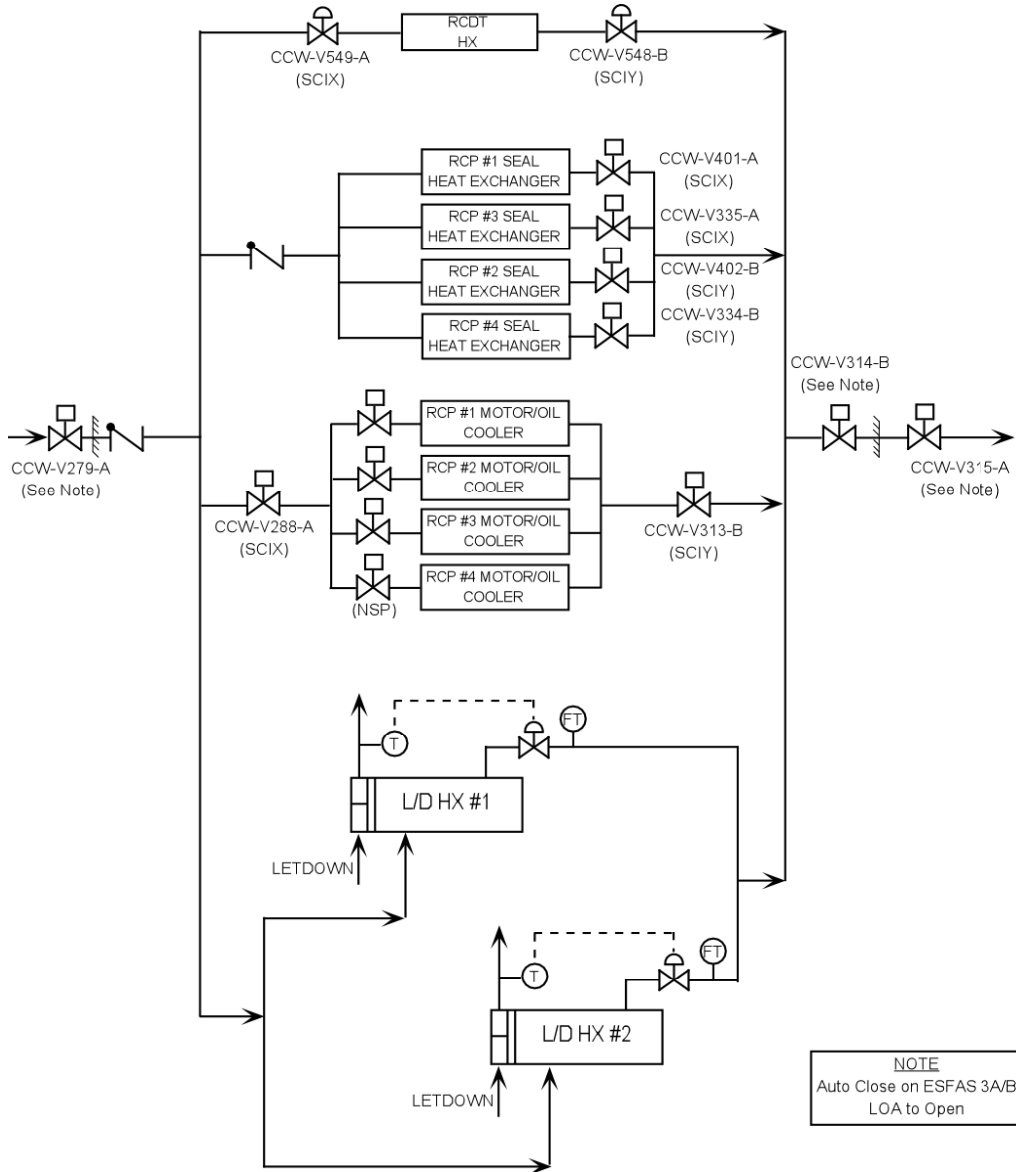 RCDT
HX
CCW-V549-A
(SCIX)
CCW-V548-B
(SCIY)
RCP #1 SEAL
HEAT EXCHANGER
CCW-V401-A
(SCIX)
RCP #3 SEAL
HEAT EXCHANGER
CCW-V335-A
(SCIX)
RCP #2 SEAL
HEAT EXCHANGER
CCW-V402-B
(SCIY)
RCP #4 SEAL
HEAT EXCHANGER
CCW-V334-B
(SCIY)
CCW-V314-B
(See Note)
CCW-V279-A
(See Note)
CCW-V315-A
(See Note)
RCP #1 MOTOR/OIL
COOLER
RCP #2 MOTOR/OIL
COOLER
CCW-V288-A
(SCIX)
CCW-V313-B
(SCIY)
RCP #3 MOTOR/OIL
COOLER
RCP #4 MOTOR/OIL
COOLER
(NSP)
T
FT
L/D HX #1
LETDOWN
T
FT
L/D HX #2
LETDOWN
NOTE
Auto Close on ESFAS 3A/B
LOA to Open